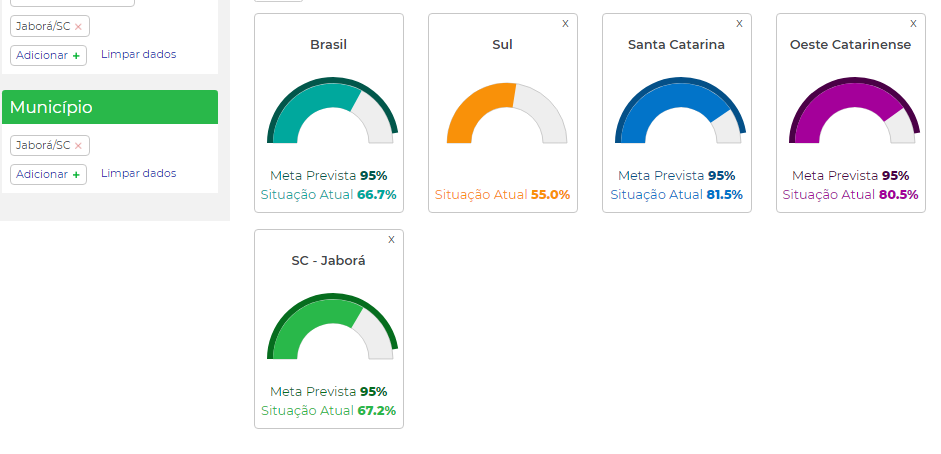 Jaborá/SC ×
Adicionar +
Limpar dados
Município
Jaborá/SC ×
Adicionar +
Limpar dados
Brasil
Meta Prevista 95%
Situação Atual 66.7%
X
Sul
Situação Atual 55.0%
X
Santa Catarina
Meta Prevista 95%
Situação Atual 81.5%
X
Oeste Catarinense
Meta Prevista 95%
Situação Atual 80.5%
X
SC - Jaborá
Meta Prevista 95%
Situação Atual 67.2%